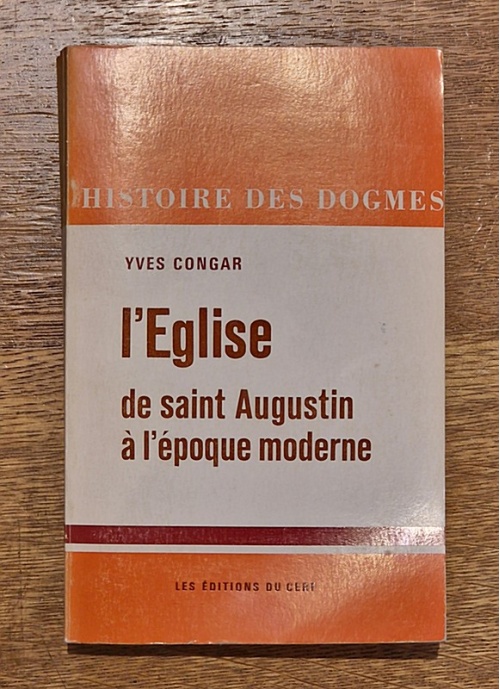 HISTOIRE DES DOGMES
YVES CONGAR
l'Eglise
de saint Augustin
à l'époque moderne
LES ÉDITIONS DU CERF